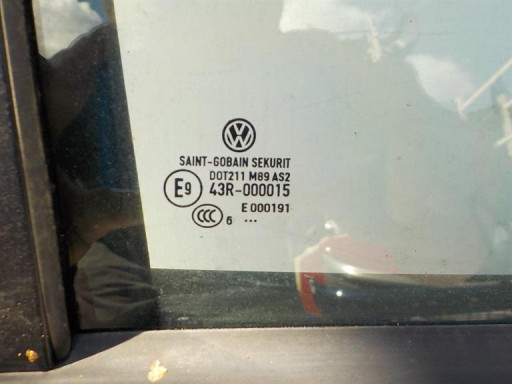 SAINT-GOBAIN SEKURIT
DOT211 M89 AS2
E9 43R-000015
E 000191
CCC 6 ...